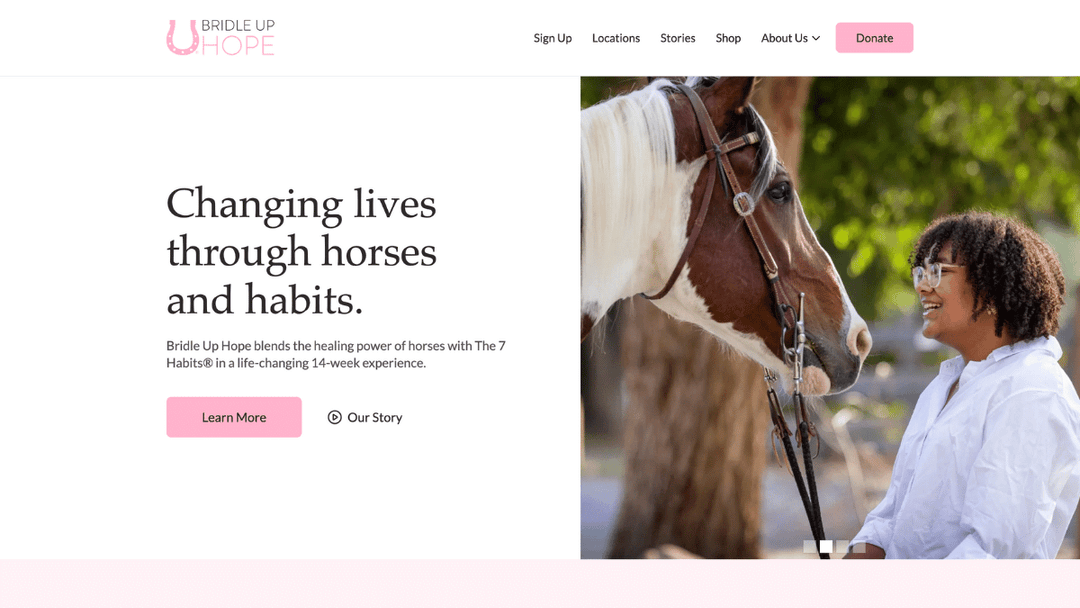 BRIDLE UP
HOPE
Sign Up
Locations
Stories
Shop
About Us
Donate
Changing lives
through horses
and habits.
Bridle Up Hope blends the healing power of horses with The 7
Habits® in a life-changing 14-week experience.
Learn More
Our Story